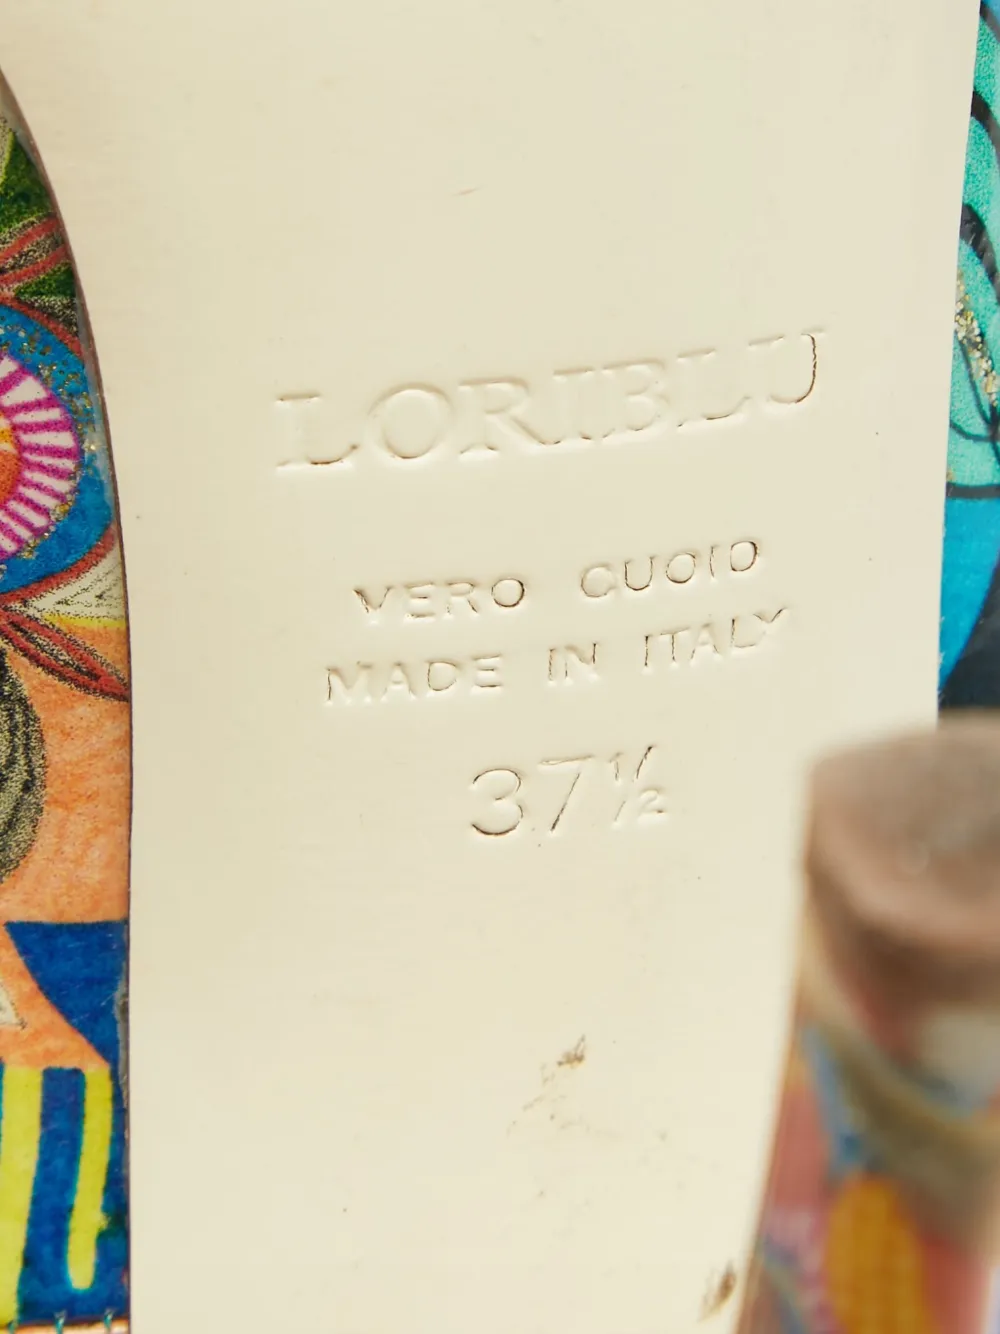 LORIBLU
VERO CUOIO
MADE IN ITALY
37½